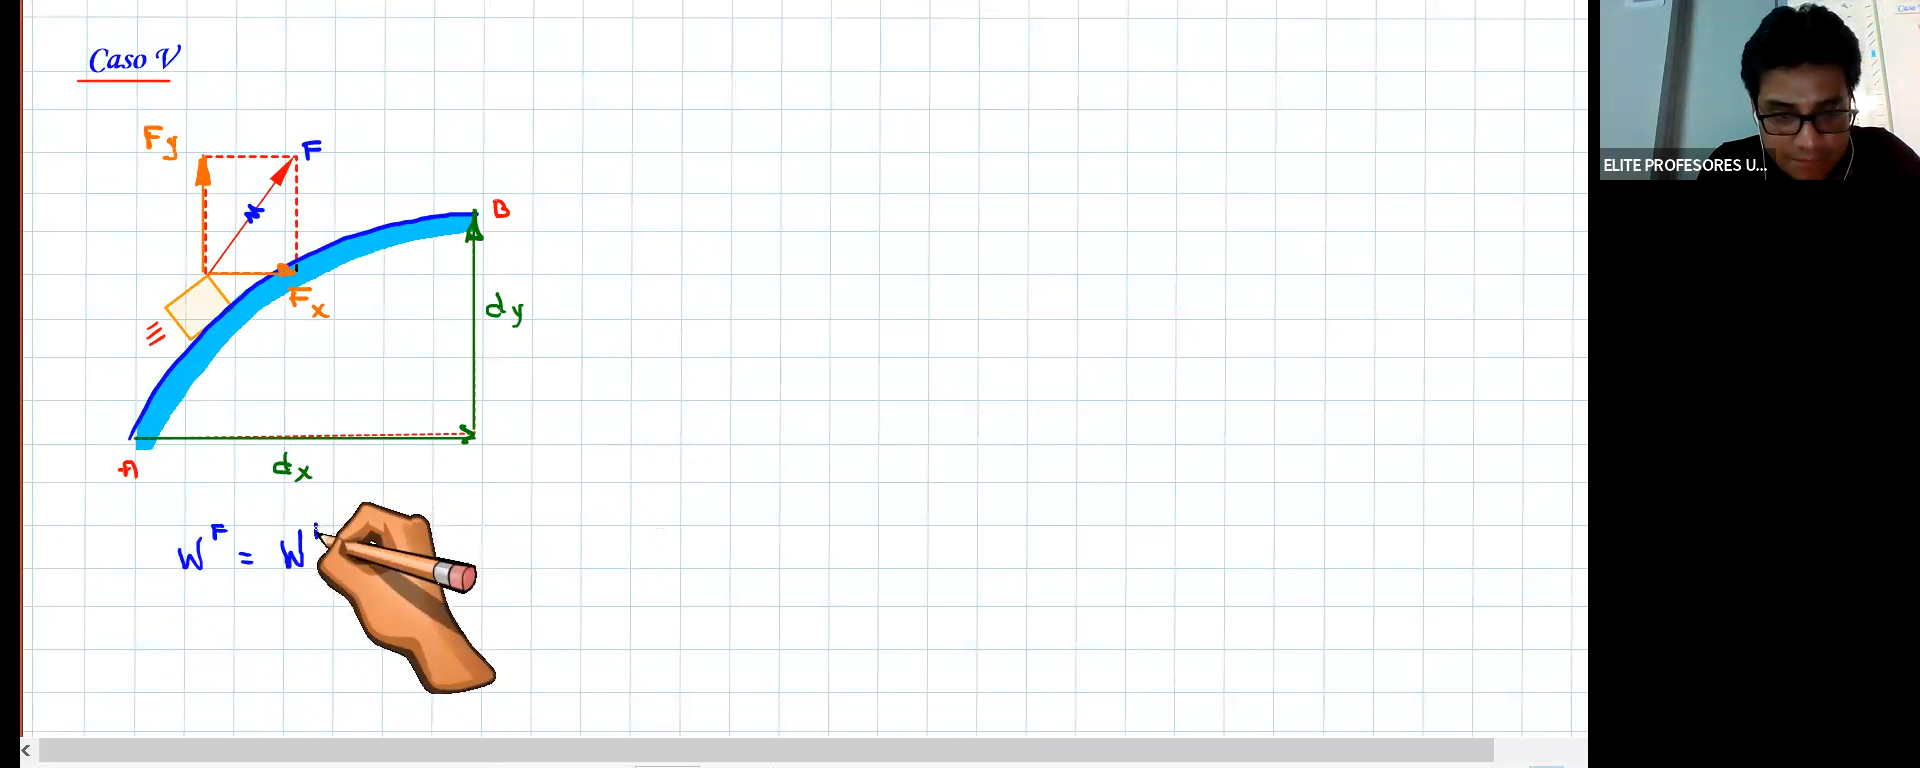 Caso V
Fy
F
B
Fx
dy
A
dx
W^F = W
ELITE PROFESORES U...